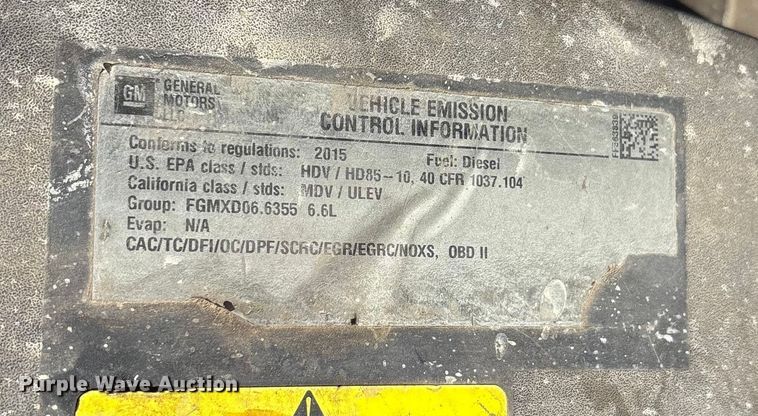 GM GENERAL MOTORS LLC
VEHICLE EMISSION
CONTROL INFORMATION
Conforms to regulations: 2015 Fuel: Diesel
U.S. EPA class / stds: HDV / HD85-10, 40 CFR 1037.104
California class / stds: MDV / ULEV
Group: FGMXD06.6355 6.6L
Evap: N/A
CAC/TC/DFI/OC/DPF/SCRC/EGR/EGRC/NOXS, OBD II
Purple Wave Auction